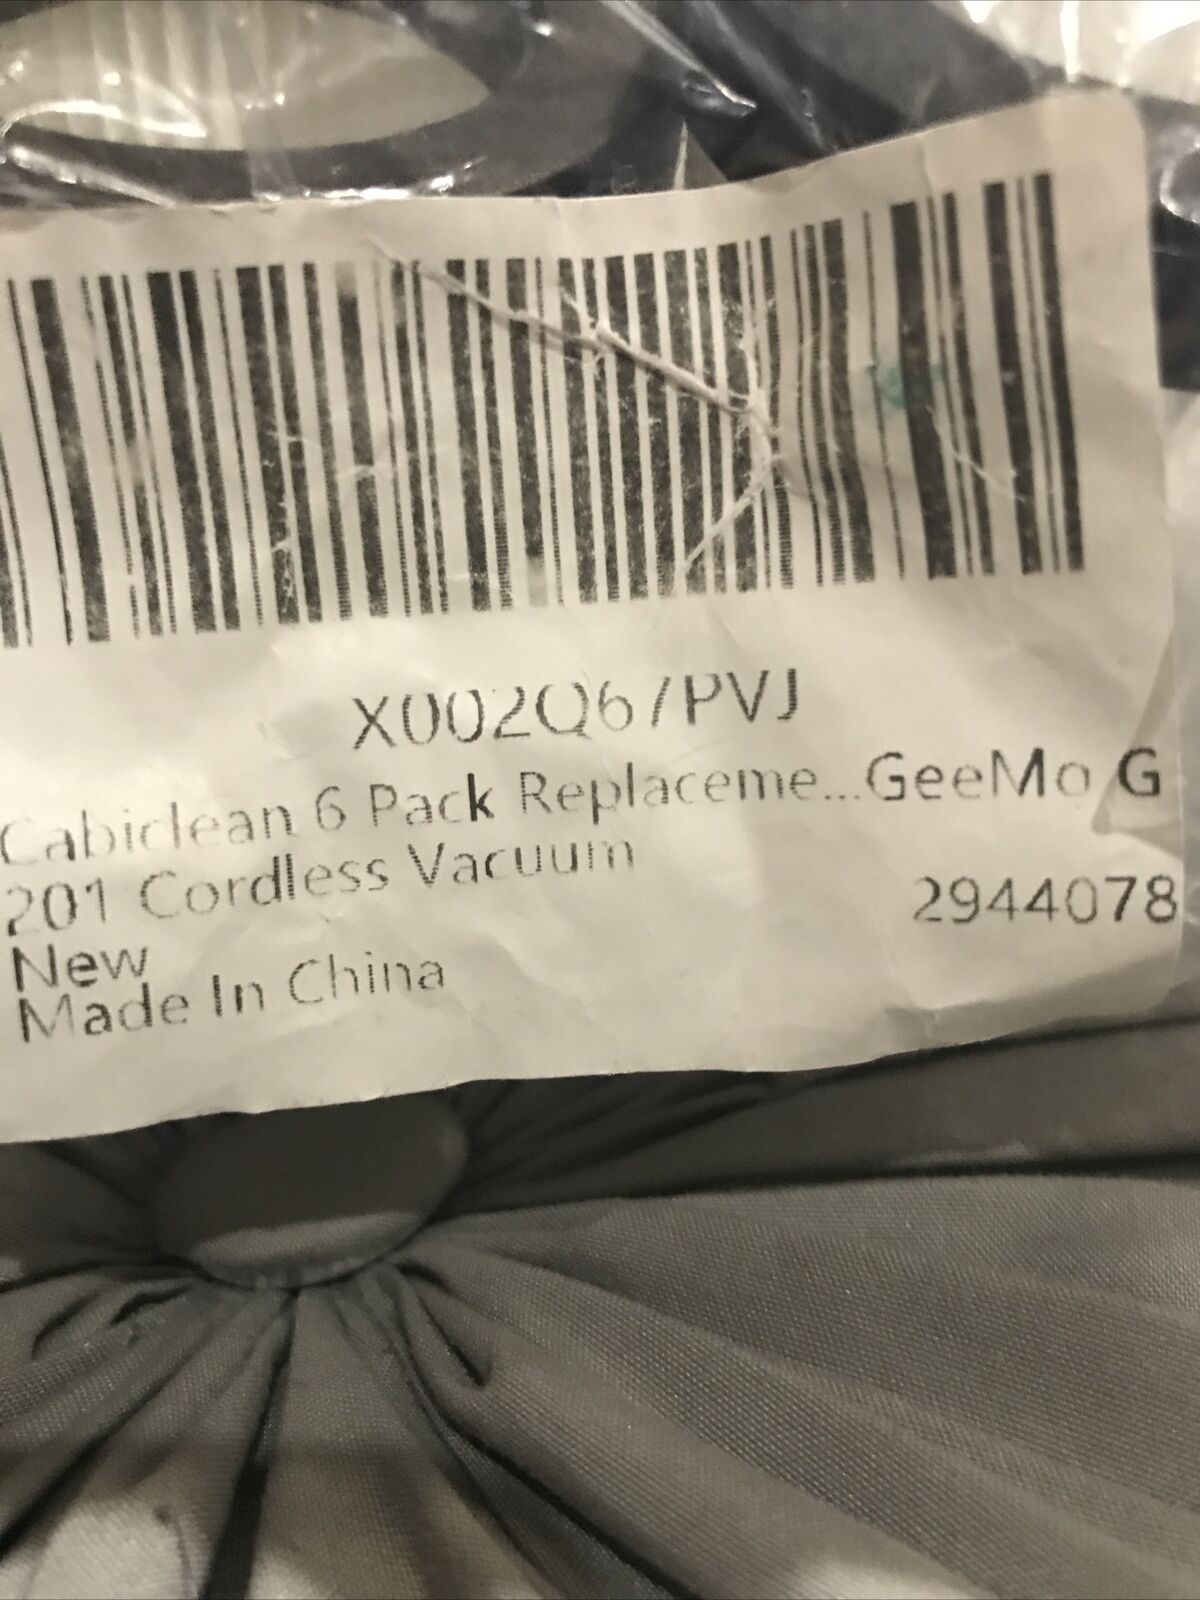 X002Q67PVJ
Cabiclean 6 Pack Replaceme...GeeMo G
201 Cordless Vacuum
2944078
New
Made In China